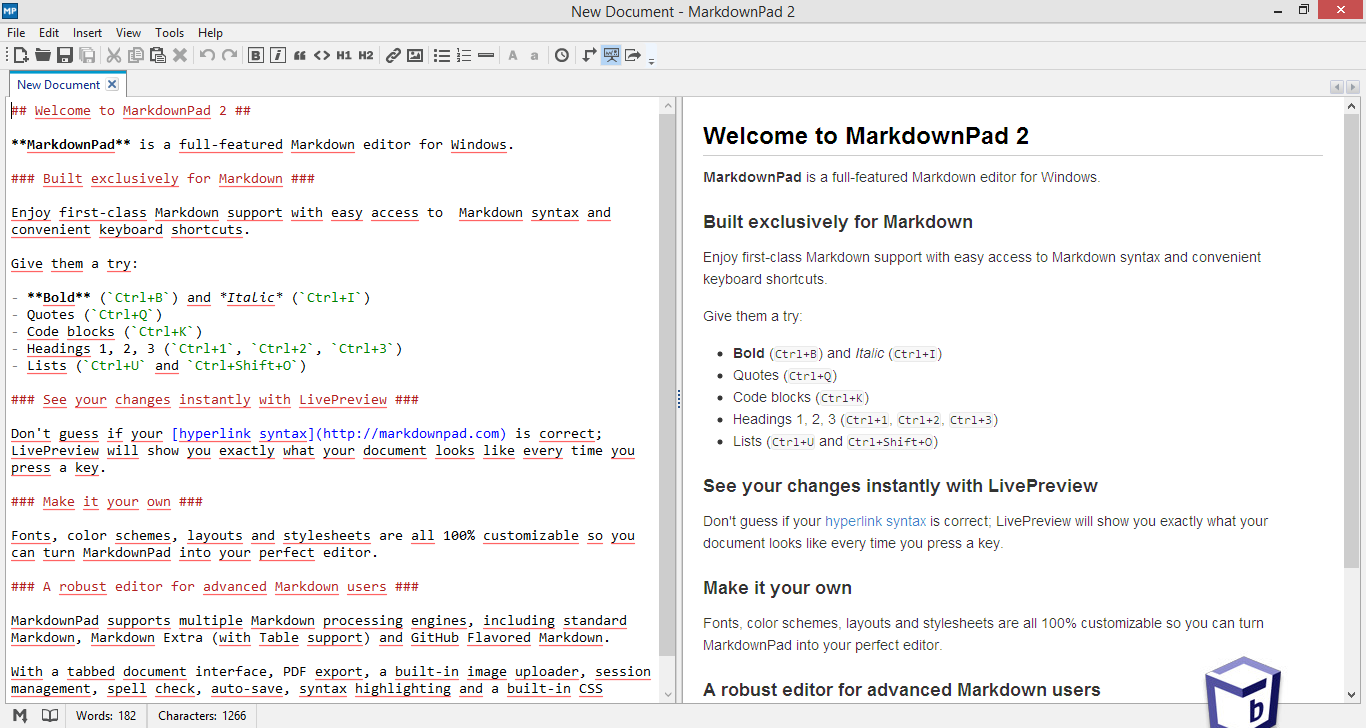 MP
New Document - MarkdownPad 2
File Edit Insert View Tools Help
B i “ <> H1 H2 A a
New Document
## Welcome to MarkdownPad 2 ##
**MarkdownPad** is a full-featured Markdown editor for Windows.
### Built exclusively for Markdown ###
Enjoy first-class Markdown support with easy access to  Markdown syntax and
convenient keyboard shortcuts.
Give them a try:
- **Bold** (`Ctrl+B`) and *Italic* (`Ctrl+I`)
- Quotes (`Ctrl+Q`)
- Code blocks (`Ctrl+K`)
- Headings 1, 2, 3 (`Ctrl+1`, `Ctrl+2`, `Ctrl+3`)
- Lists (`Ctrl+U` and `Ctrl+Shift+O`)
### See your changes instantly with LivePreview ###
Don't guess if your [hyperlink syntax](http://markdownpad.com) is correct;
LivePreview will show you exactly what your document looks like every time you
press a key.
### Make it your own ###
Fonts, color schemes, layouts and stylesheets are all 100% customizable so you
can turn MarkdownPad into your perfect editor.
### A robust editor for advanced Markdown users ###
MarkdownPad supports multiple Markdown processing engines, including standard
Markdown, Markdown Extra (with Table support) and GitHub Flavored Markdown.
With a tabbed document interface, PDF export, a built-in image uploader, session
management, spell check, auto-save, syntax highlighting and a built-in CSS
Welcome to MarkdownPad 2
MarkdownPad is a full-featured Markdown editor for Windows.
Built exclusively for Markdown
Enjoy first-class Markdown support with easy access to Markdown syntax and convenient
keyboard shortcuts.
Give them a try:
• Bold (Ctrl+B) and Italic (Ctrl+I)
• Quotes (Ctrl+Q)
• Code blocks (Ctrl+K)
• Headings 1, 2, 3 (Ctrl+1, Ctrl+2, Ctrl+3)
• Lists (Ctrl+U and Ctrl+Shift+O)
See your changes instantly with LivePreview
Don't guess if your hyperlink syntax is correct; LivePreview will show you exactly what your
document looks like every time you press a key.
Make it your own
Fonts, color schemes, layouts and stylesheets are all 100% customizable so you can turn
MarkdownPad into your perfect editor.
A robust editor for advanced Markdown users
b
M Words: 182 Characters: 1266